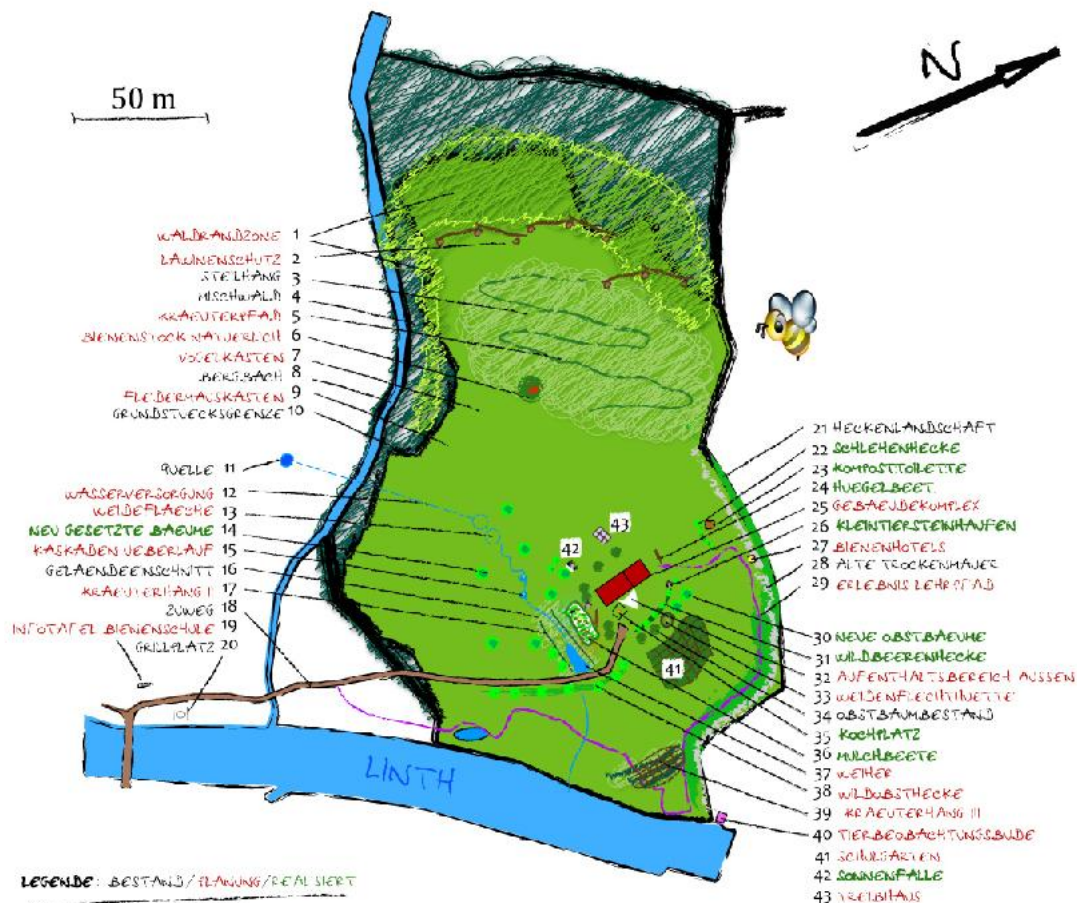 N
50 m
WALDRANDZONE 1
LAWINENSCHUTZ 2
STEILHANG 3
MISCHWALD 4
KRAEUTERPFAD 5
BIENENSTOCK NATUERLICH 6
VOGELKASTEN 7
BERGBACH 8
FLEDERMAUSKASTEN 9
GRUNDSTUECKSGRENZE 10
QUELLE 11
WASSERVERSORGUNG 12
WEIDEFLAECHE 13
NEU GESETZTE BAEUME 14
KASKADEN UEBERLAUF 15
GELAENDEEINSCHNITT 16
KRAEUTERHANG II 17
ZUWEG 18
INFOTAFEL BIENENSCHULE 19
GRILLPLATZ 20
21 HECKENLANDSCHAFT
22 SCHLEHENHECKE
23 KOMPOSTTOILETTE
24 HUEGELBEET
25 GEBAEUDEKOMPLEX
26 KLEINTIERSTEINHAUFEN
27 BIENENHOTELS
28 ALTE TROCKENMAUER
29 ERLEBNIS LEHRPFAD
30 NEUE OBSTBAEUME
31 WILDBEERENHECKE
32 AUFENTHALTSBEREICH AUSSEN
33 WEIDENFLECHTHUETTE
34 OBSTBAUMBESTAND
35 KOCHPLATZ
36 MULCHBEETE
37 WEIHER
38 WILDOBSTHECKE
39 KRAEUTERHANG III
40 TIERBEOBACHTUNGSBUDE
41 SCHULGARTEN
42 SONNENFALLE
43 TREIBHAUS
43
42
41
LINTH
LEGENDE: BESTAND/PLANUNG/REALISIERT